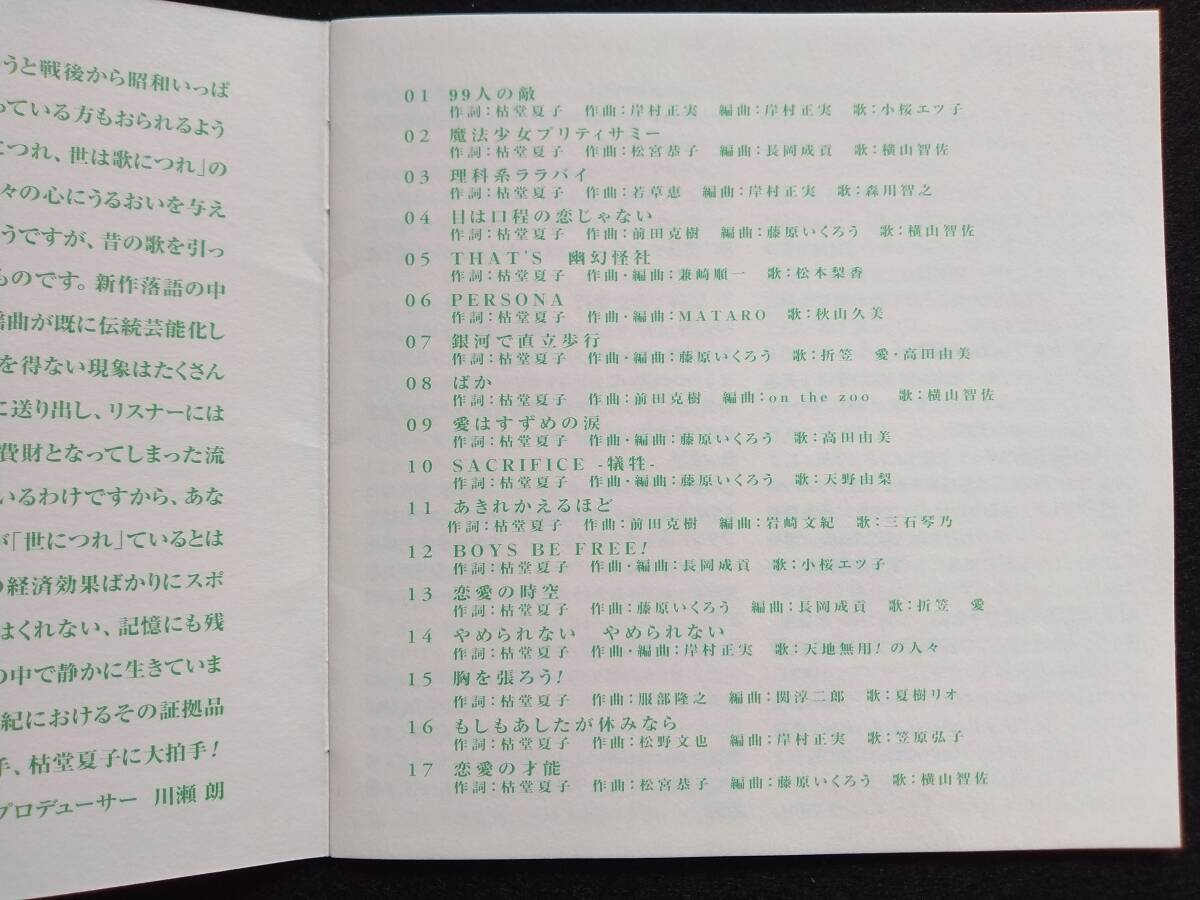 うと戦後から昭和いっぱ
っている方もおられるよう
につれ、世は歌につれ」の
々の心にうるおいを与え
うですが、昔の歌を引っ
ものです。新作落語の中
謡曲が既に伝統芸能化し
を得ない現象はたくさん
に送り出し、リスナーには
費財となってしまった流
いるわけですから、あな
が「世につれ」ているとは
の経済効果ばかりにスポ
はくれない、記憶にも残
の中で静かに生きていま
紀におけるその証拠品
手、枯堂夏子に大拍手!
プロデューサー 川瀬 朗
01 99人の敵
作詞:枯堂夏子 作曲:岸村正実 編曲:岸村正実 歌:小桜エツ子
02 魔法少女プリティサミー
作詞:枯堂夏子 作曲:松宮恭子 編曲:長岡成貢 歌:横山智佐
03 理科系ララバイ
作詞:枯堂夏子 作曲:若草恵 編曲:岸村正実 歌:森川智之
04 目は口程の恋じゃない
作詞:枯堂夏子 作曲:前田克樹 編曲:藤原いくろう 歌:横山智佐
05 THAT'S 幽幻怪社
作詞:枯堂夏子 作曲・編曲:兼崎順一 歌:松本梨香
06 PERSONA
作詞:枯堂夏子 作曲・編曲:MATARO 歌:秋山久美
07 銀河で直立歩行
作詞:枯堂夏子 作曲・編曲:藤原いくろう 歌:折笠 愛・高田由美
08 ばか
作詞:枯堂夏子 作曲:前田克樹 編曲:on the zoo 歌:横山智佐
09 愛はすずめの涙
作詞:枯堂夏子 作曲・編曲:藤原いくろう 歌:高田由美
10 SACRIFICE -犠牲-
作詞:枯堂夏子 作曲・編曲:藤原いくろう 歌:天野由梨
11 あきれかえるほど
作詞:枯堂夏子 作曲:前田克樹 編曲:岩崎文紀 歌:三石琴乃
12 BOYS BE FREE!
作詞:枯堂夏子 作曲・編曲:長岡成貢 歌:小桜エツ子
13 恋愛の時空
作詞:枯堂夏子 作曲:藤原いくろう 編曲:長岡成貢 歌:折笠 愛
14 やめられない やめられない
作詞:枯堂夏子 作曲・編曲:岸村正実 歌:天地無用!の人々
15 胸を張ろう!
作詞:枯堂夏子 作曲:服部隆之 編曲:関淳二郎 歌:夏樹リオ
16 もしもあしたが休みなら
作詞:枯堂夏子 作曲:松野文也 編曲:岸村正実 歌:笠原弘子
17 恋愛の才能
作詞:枯堂夏子 作曲:松宮恭子 編曲:藤原いくろう 歌:横山智佐